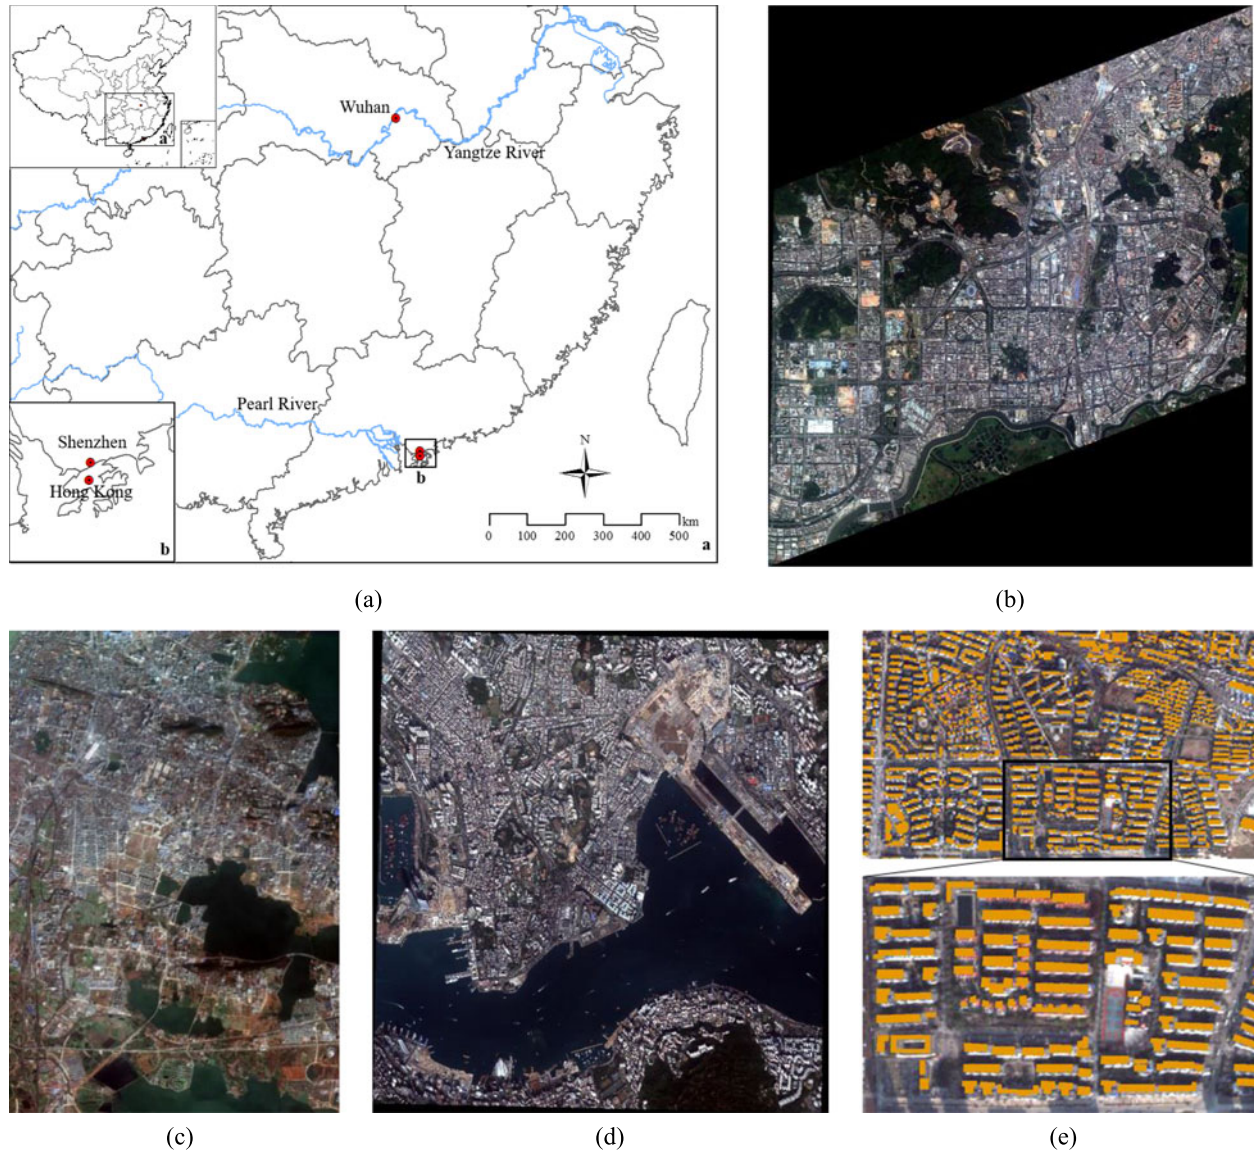 a
Wuhan
Yangtze River
Pearl River
Shenzhen
Hong Kong
b
b
N
0 100 200 300 400 500 km
a
(a)
(b)
(c)
(d)
(e)